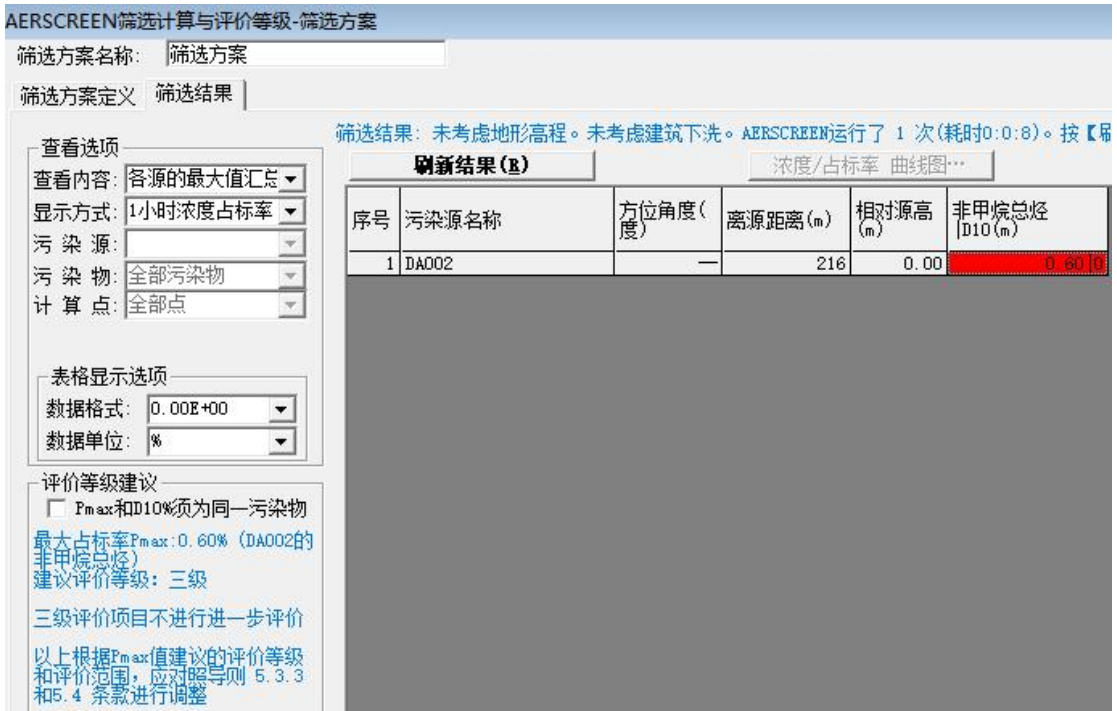 AERSCREEN筛选计算与评价等级-筛选方案
筛选方案名称: 筛选方案
筛选方案定义 筛选结果
筛选结果: 未考虑地形高程。未考虑建筑下洗。AERSCREEN运行了 1 次(耗时0:0:8)。按【刷
查看选项
查看内容: 各源的最大值汇总
显示方式: 1小时浓度占标率
污 染 源:
污 染 物: 全部污染物
计 算 点: 全部点
表格显示选项
数据格式: 0.00E+00
数据单位: %
评价等级建议
Pmax和D10%须为同一污染物
最大占标率Pmax:0.60% (DA002的
非甲烷总烃)
建议评价等级: 三级
三级评价项目不进行进一步评价
以上根据Pmax值建议的评价等级
和评价范围，应对照导则 5.3.3
和5.4 条款进行调整
刷新结果(R) 浓度/占标率 曲线图…
序号 污染源名称 方位角度(度) 离源距离(m) 相对源高(m) 非甲烷总烃|D10(m)
1 DA002 — 216 0.00 0.60|0